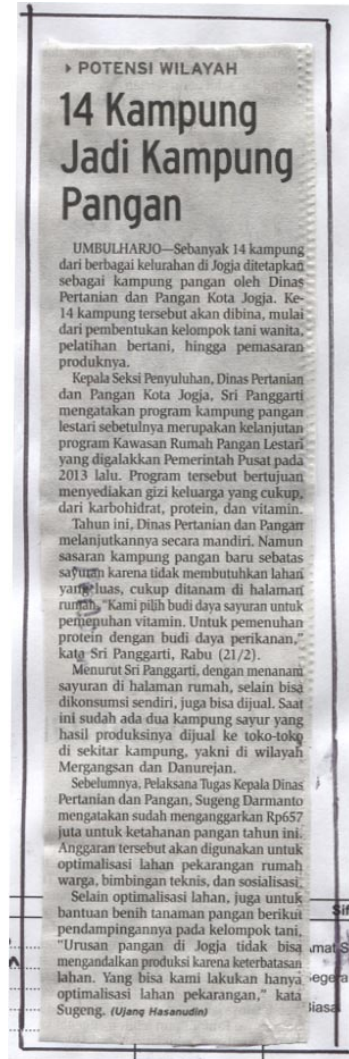 POTENSI WILAYAH
14 Kampung
Jadi Kampung
Pangan
UMBULHARJO—Sebanyak 14 kampung
dari berbagai kelurahan di Jogja ditetapkan
sebagai kampung pangan oleh Dinas
Pertanian dan Pangan Kota Jogja. Ke-
14 kampung tersebut akan dibina, mulai
dari pembentukan kelompok tani wanita,
pelatihan bertani, hingga pemasaran
produknya.
Kepala Seksi Penyuluhan, Dinas Pertanian
dan Pangan Kota Jogja, Sri Panggarti
mengatakan program kampung pangan
lestari sebetulnya merupakan kelanjutan
program Kawasan Rumah Pangan Lestari
yang digalakkan Pemerintah Pusat pada
2013 lalu. Program tersebut bertujuan
menyediakan gizi keluarga yang cukup,
dari karbohidrat, protein, dan vitamin.
Tahun ini, Dinas Pertanian dan Pangan
melanjutkannya secara mandiri. Namun
sasaran kampung pangan baru sebatas
sayuran karena tidak membutuhkan lahan
yang luas, cukup ditanam di halaman
rumah. “Kami pilih budi daya sayuran untuk
pemenuhan vitamin. Untuk pemenuhan
protein dengan budi daya perikanan,”
kata Sri Panggarti, Rabu (21/2).
Menurut Sri Panggarti, dengan menanam
sayuran di halaman rumah, selain bisa
dikonsumsi sendiri, juga bisa dijual. Saat
ini sudah ada dua kampung sayur yang
hasil produksinya dijual ke toko-toko
di sekitar kampung, yakni di wilayah
Mergangsan dan Danurejan.
Sebelumnya, Pelaksana Tugas Kepala Dinas
Pertanian dan Pangan, Sugeng Darmanto
mengatakan sudah menganggarkan Rp657
juta untuk ketahanan pangan tahun ini.
Anggaran tersebut akan digunakan untuk
optimalisasi lahan pekarangan rumah
warga, bimbingan teknis, dan sosialisasi.
Selain optimalisasi lahan, juga untuk
bantuan benih tanaman pangan berikut
pendampingannya pada kelompok tani.
“Urusan pangan di Jogja tidak bisa
mengandalkan produksi karena keterbatasan
lahan. Yang bisa kami lakukan hanya
optimalisasi lahan pekarangan,” kata
Sugeng. (Ujang Hasanudin)